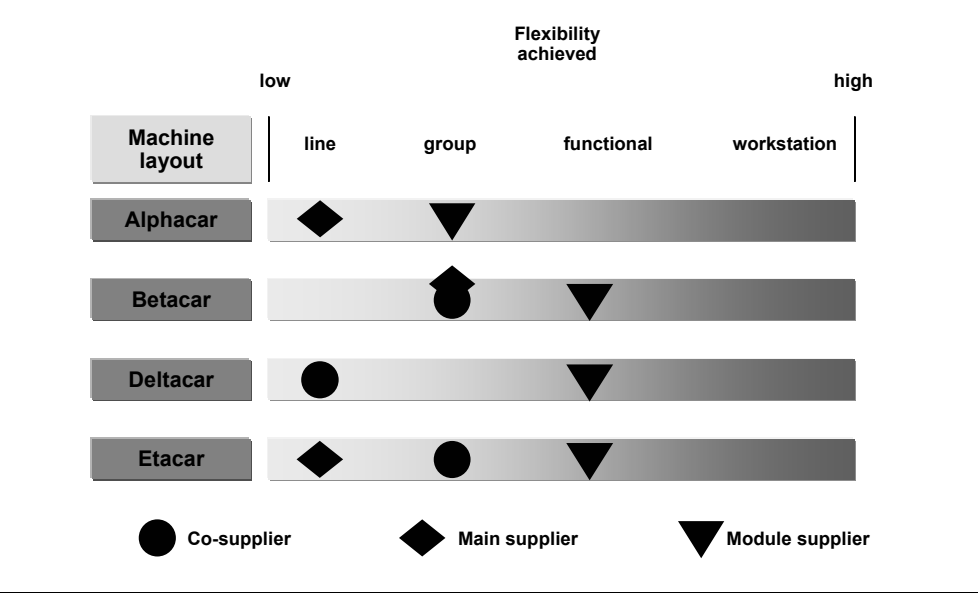 Flexibility
achieved
low high
Machine
layout
line group functional workstation
Alphacar
Betacar
Deltacar
Etacar
Co-supplier Main supplier Module supplier